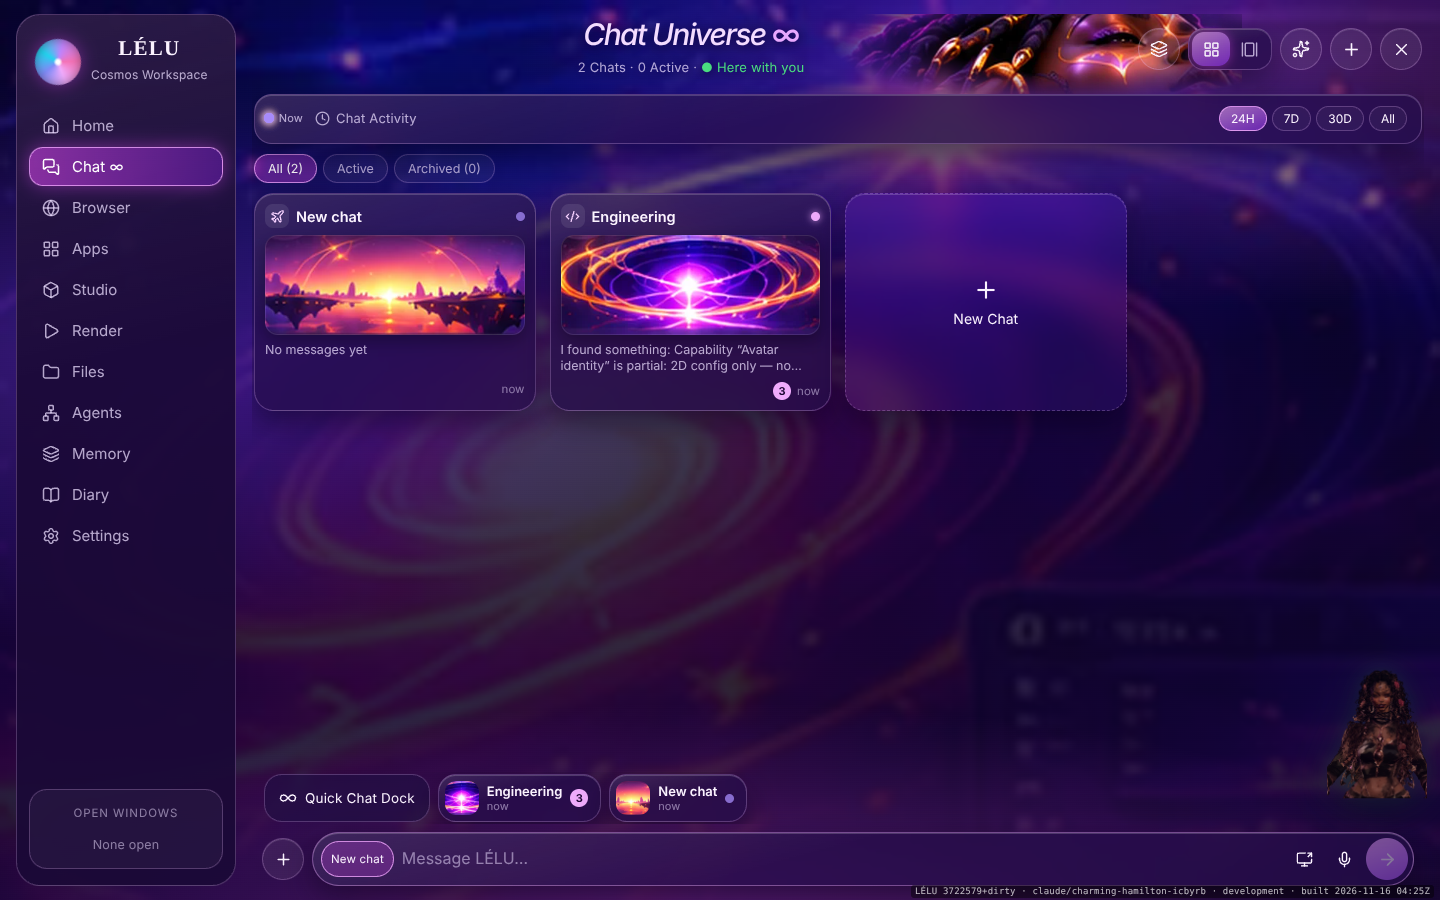 LÉLU
Cosmos Workspace
Home
Chat ∞
Browser
Apps
Studio
Render
Files
Agents
Memory
Diary
Settings
OPEN WINDOWS
None open
Chat Universe ∞
2 Chats · 0 Active · Here with you
Now
Chat Activity
24H
7D
30D
All
All (2)
Active
Archived (0)
New chat
No messages yet
now
Engineering
I found something: Capability “Avatar
identity” is partial: 2D config only — no…
3
now
New Chat
Quick Chat Dock
Engineering
now
3
New chat
now
New chat
Message LÉLU...
LÉLU 3722579+dirty · claude/charming-hamilton-icbyrb · development · built 2026-11-16 04:25Z